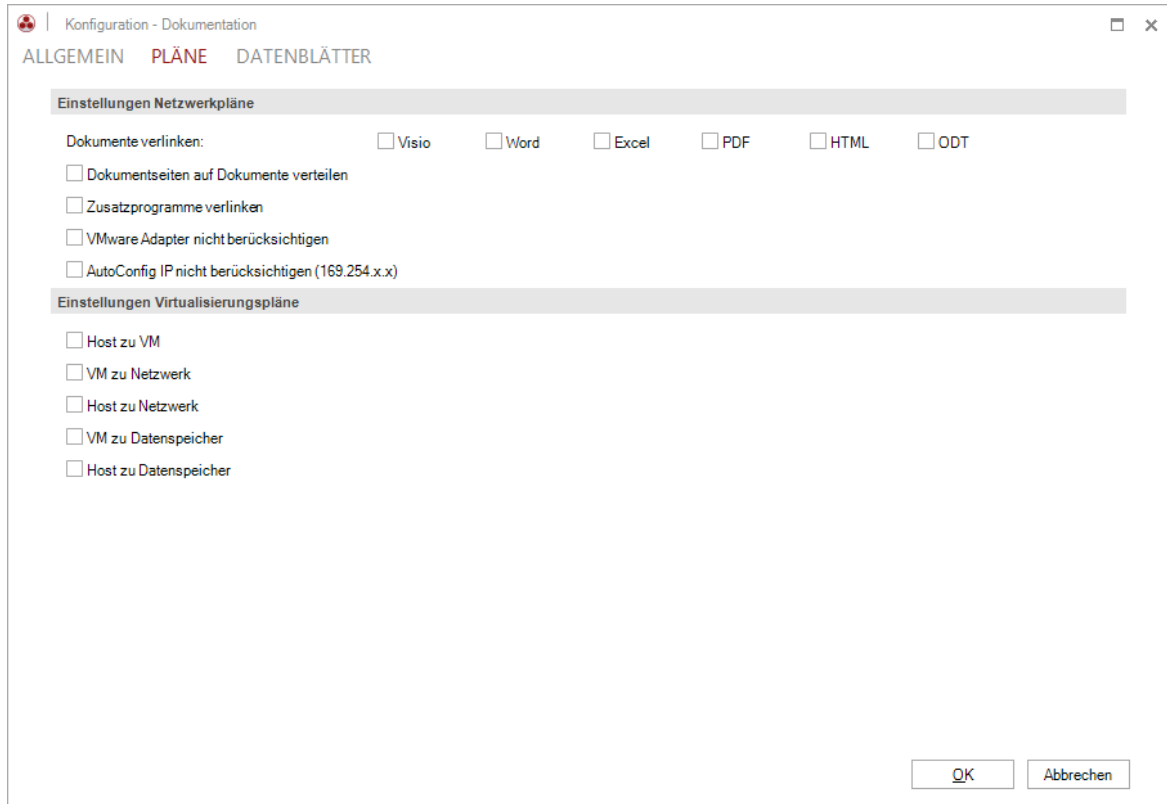 Konfiguration - Dokumentation
ALLGEMEIN PLÄNE DATENBLÄTTER
Einstellungen Netzwerkpläne
Dokumente verlinken: Visio Word Excel PDF HTML ODT
Dokumentseiten auf Dokumente verteilen
Zusatzprogramme verlinken
VMware Adapter nicht berücksichtigen
AutoConfig IP nicht berücksichtigen (169.254.x.x)
Einstellungen Virtualisierungspläne
Host zu VM
VM zu Netzwerk
Host zu Netzwerk
VM zu Datenspeicher
Host zu Datenspeicher
OK Abbrechen